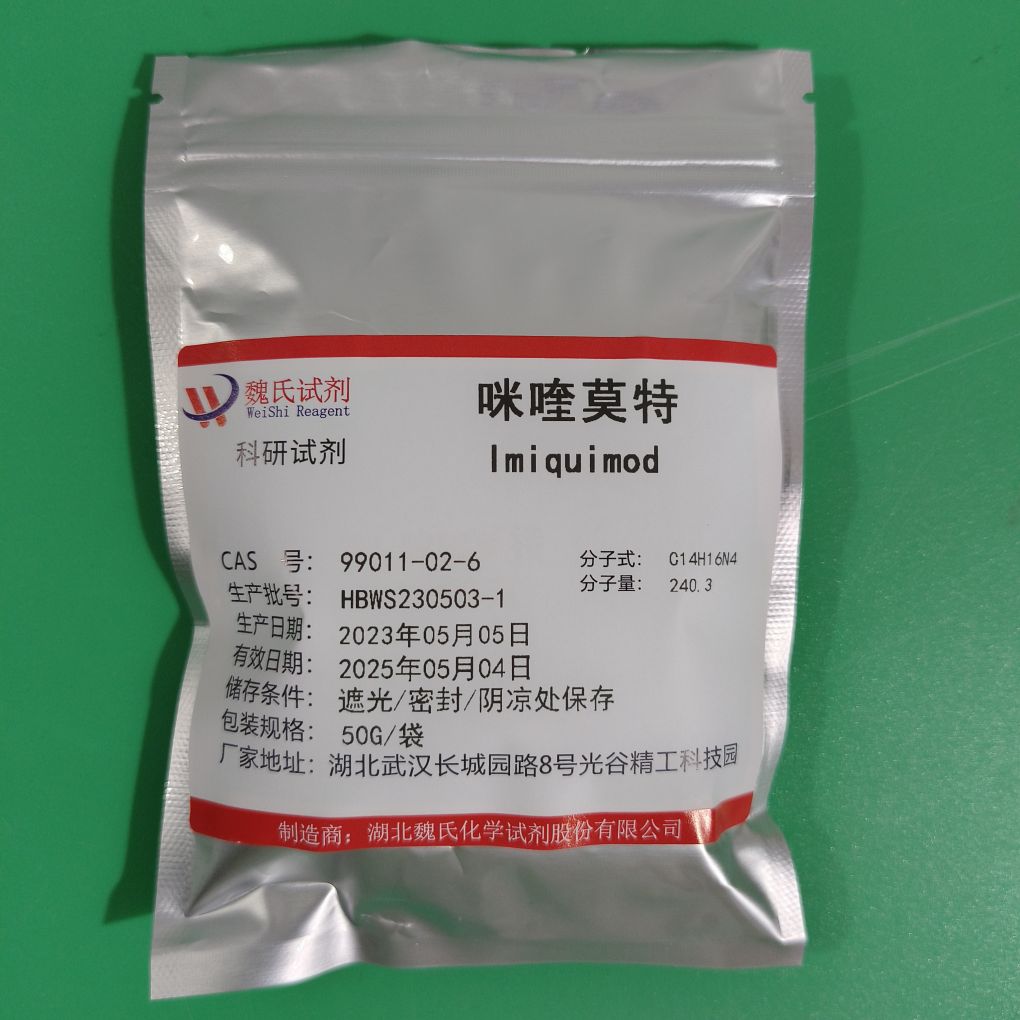 魏氏试剂
WeiShi Reagent
科研试剂
咪喹莫特
Imiquimod
CAS 号： 99011-02-6
分子式： C14H16N4
分子量： 240.3
生产批号： HBWS230503-1
生产日期： 2023年05月05日
有效日期： 2025年05月04日
储存条件： 遮光/密封/阴凉处保存
包装规格： 50G/袋
厂家地址： 湖北武汉长城园路8号光谷精工科技园
制造商：湖北魏氏化学试剂股份有限公司